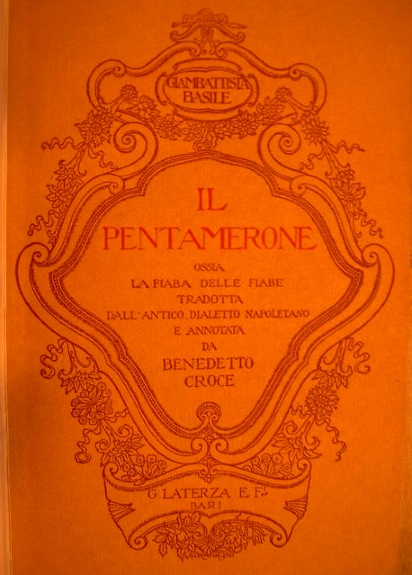 GIAMBATTISTA
BASILE
IL
PENTAMERONE
OSSIA
LA FIABA DELLE FIABE
TRADOTTA
DALL'ANTICO DIALETTO NAPOLETANO
E ANNOTATA
DA
BENEDETTO
CROCE
G. LATERZA E F.
BARI